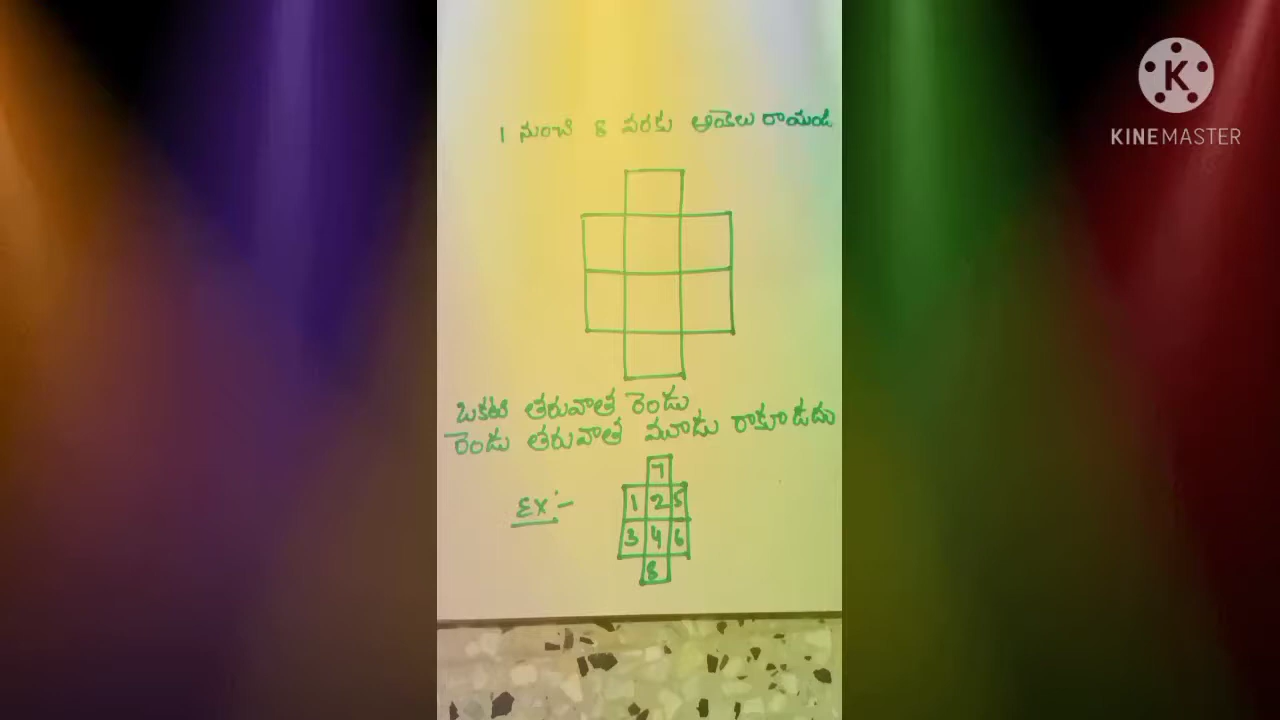 1 నుంచి 8 వరకు అంకెలు రాయండి
ఒకటి తరువాత రెండు
రెండు తరువాత మూడు రాకూడదు
Ex:-
7
1 2 5
3 4 6
8
K
KINEMASTER